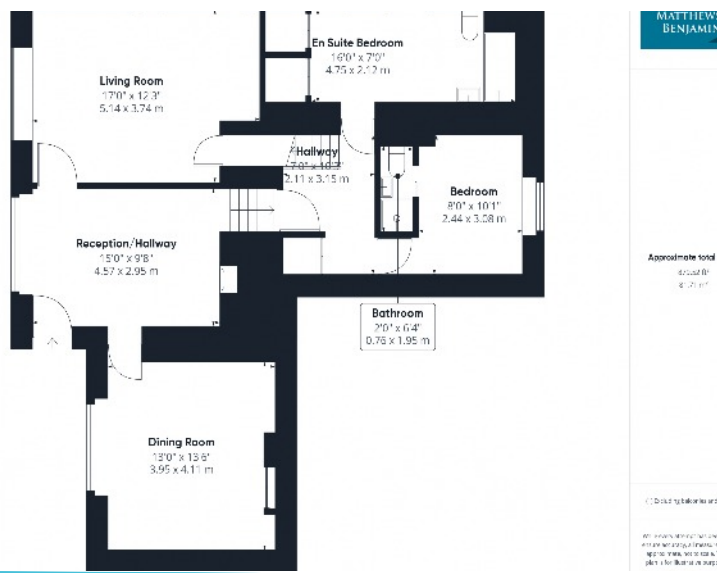 MATTHEWS
BENJAMIN
En Suite Bedroom
16'0" x 7'0"
4.75 x 2.12 m
Living Room
17'0" x 12'3"
5.14 x 3.74 m
Hallway
2.11 x 3.15 m
Bedroom
8'0" x 10'1"
2.44 x 3.08 m
Reception/Hallway
15'0" x 9'8"
4.57 x 2.95 m
Bathroom
2'0" x 6'4"
0.76 x 1.95 m
Dining Room
13'0" x 13'6"
3.95 x 4.11 m
Approximate total
Excluding balconies and